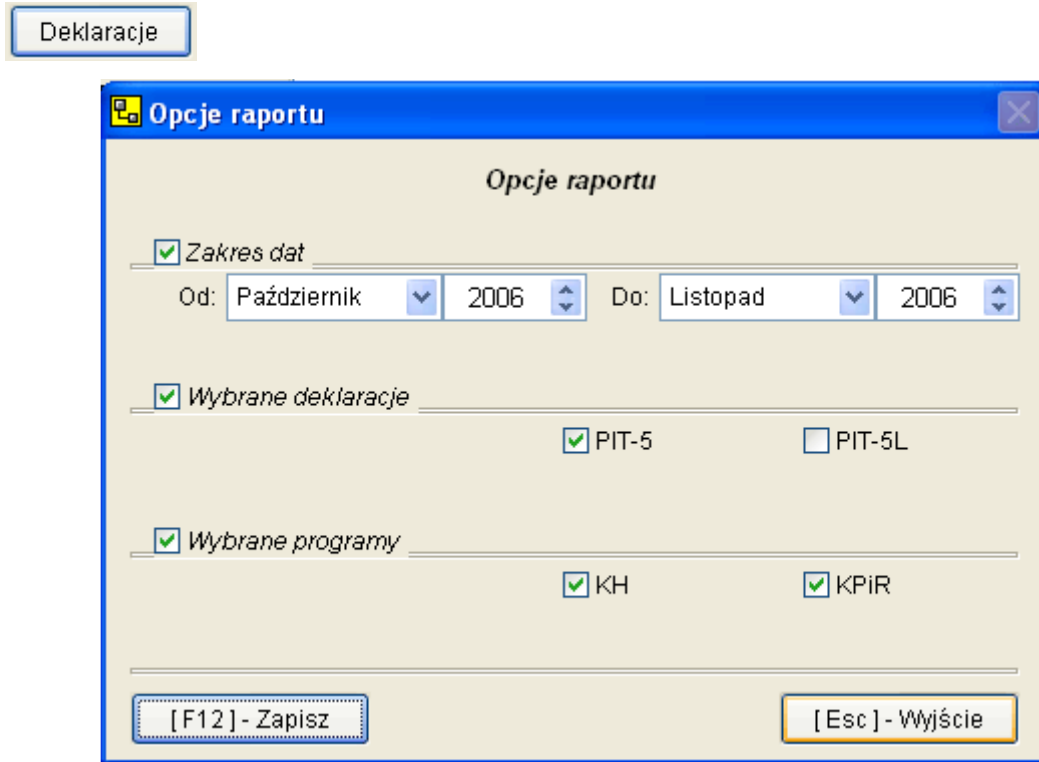 Deklaracje
Opcje raportu
Opcje raportu
Zakres dat
Od: Październik 2006 Do: Listopad 2006
Wybrane deklaracje
PIT-5 PIT-5L
Wybrane programy
KH KPiR
[F12] - Zapisz [Esc] - Wyjście